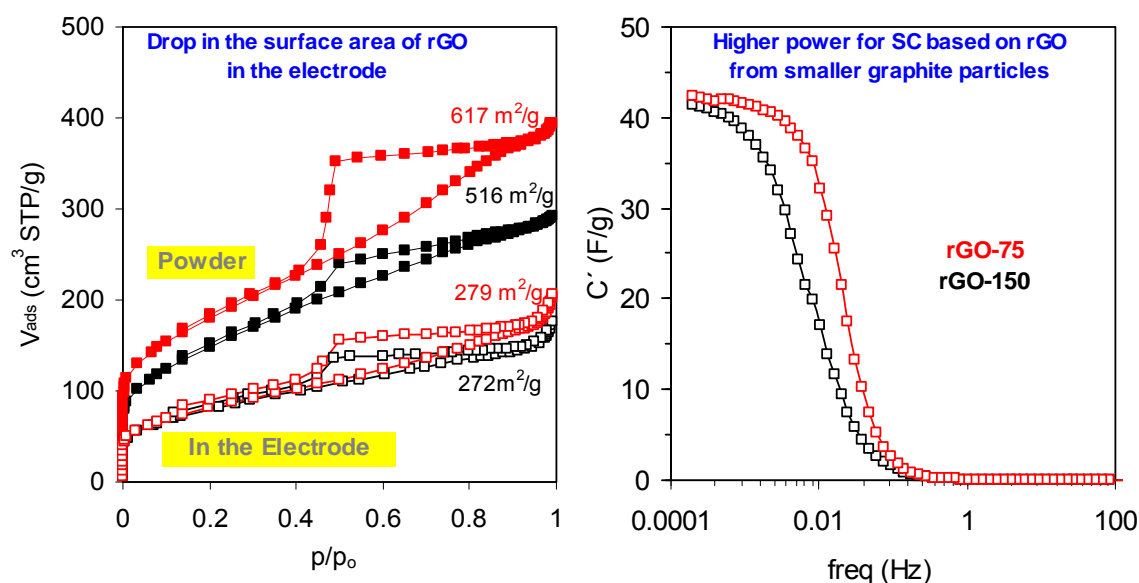 Drop in the surface area of rGO
in the electrode
500
400
300
200
100
0
Vads (cm³ STP/g)
617 m²/g
516 m²/g
Powder
279 m²/g
272m²/g
In the Electrode
0 0.2 0.4 0.6 0.8 1
p/po
Higher power for SC based on rGO
from smaller graphite particles
50
40
30
20
10
0
C´ (F/g)
rGO-75
rGO-150
0.0001 0.01 1 100
freq (Hz)